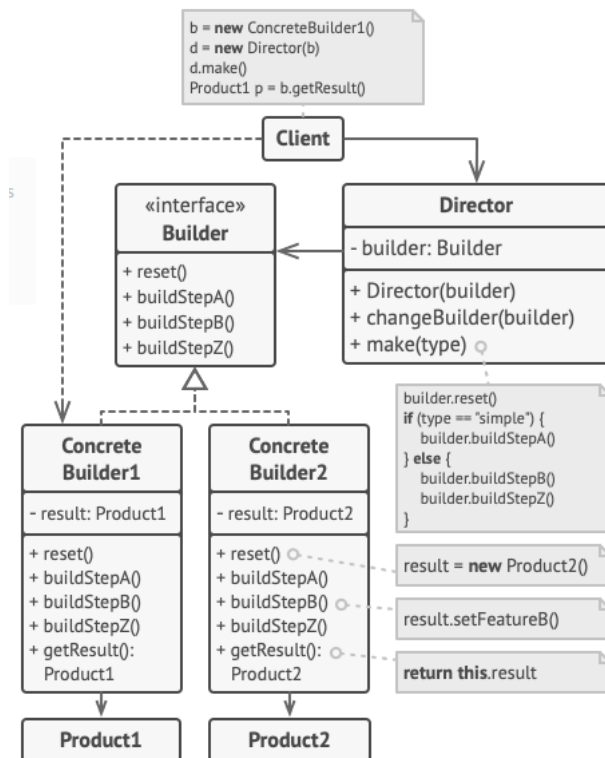 b = new ConcreteBuilder1()
d = new Director(b)
d.make()
Product1 p = b.getResult()
Client
s
«interface»
Builder
+ reset()
+ buildStepA()
+ buildStepB()
+ buildStepZ()
Director
- builder: Builder
+ Director(builder)
+ changeBuilder(builder)
+ make(type)
builder.reset()
if (type == "simple") {
builder.buildStepA()
} else {
builder.buildStepB()
builder.buildStepZ()
}
Concrete
Builder1
- result: Product1
+ reset()
+ buildStepA()
+ buildStepB()
+ buildStepZ()
+ getResult():
Product1
Concrete
Builder2
- result: Product2
+ reset()
+ buildStepA()
+ buildStepB()
+ buildStepZ()
+ getResult():
Product2
result = new Product2()
result.setFeatureB()
return this.result
Product1
Product2